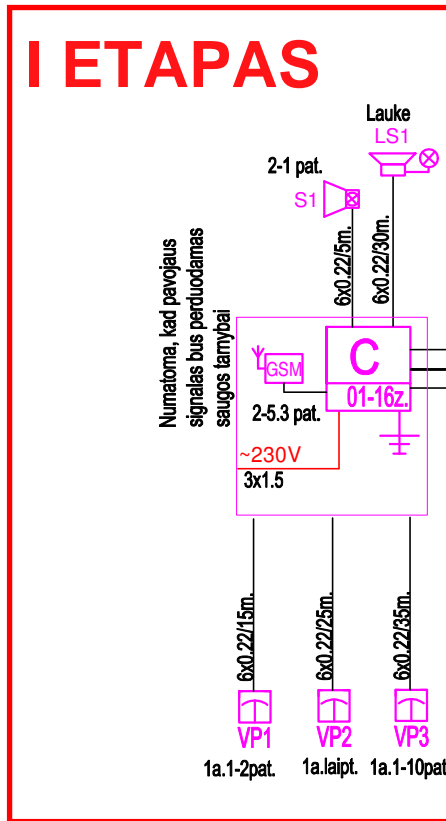 I ETAPAS
Lauke
LS1
2-1 pat.
S1
6x0.22/5m.
6x0.22/30m.
Numatoma, kad pavojaus
signalas bus perduodamas
saugos tarnybai
GSM
C
01-16z.
2-5.3 pat.
~230V
3x1.5
6x0.22/15m.
6x0.22/25m.
6x0.22/35m.
VP1
VP2
VP3
1a.1-2pat.
1a.laipt.
1a.1-10pat